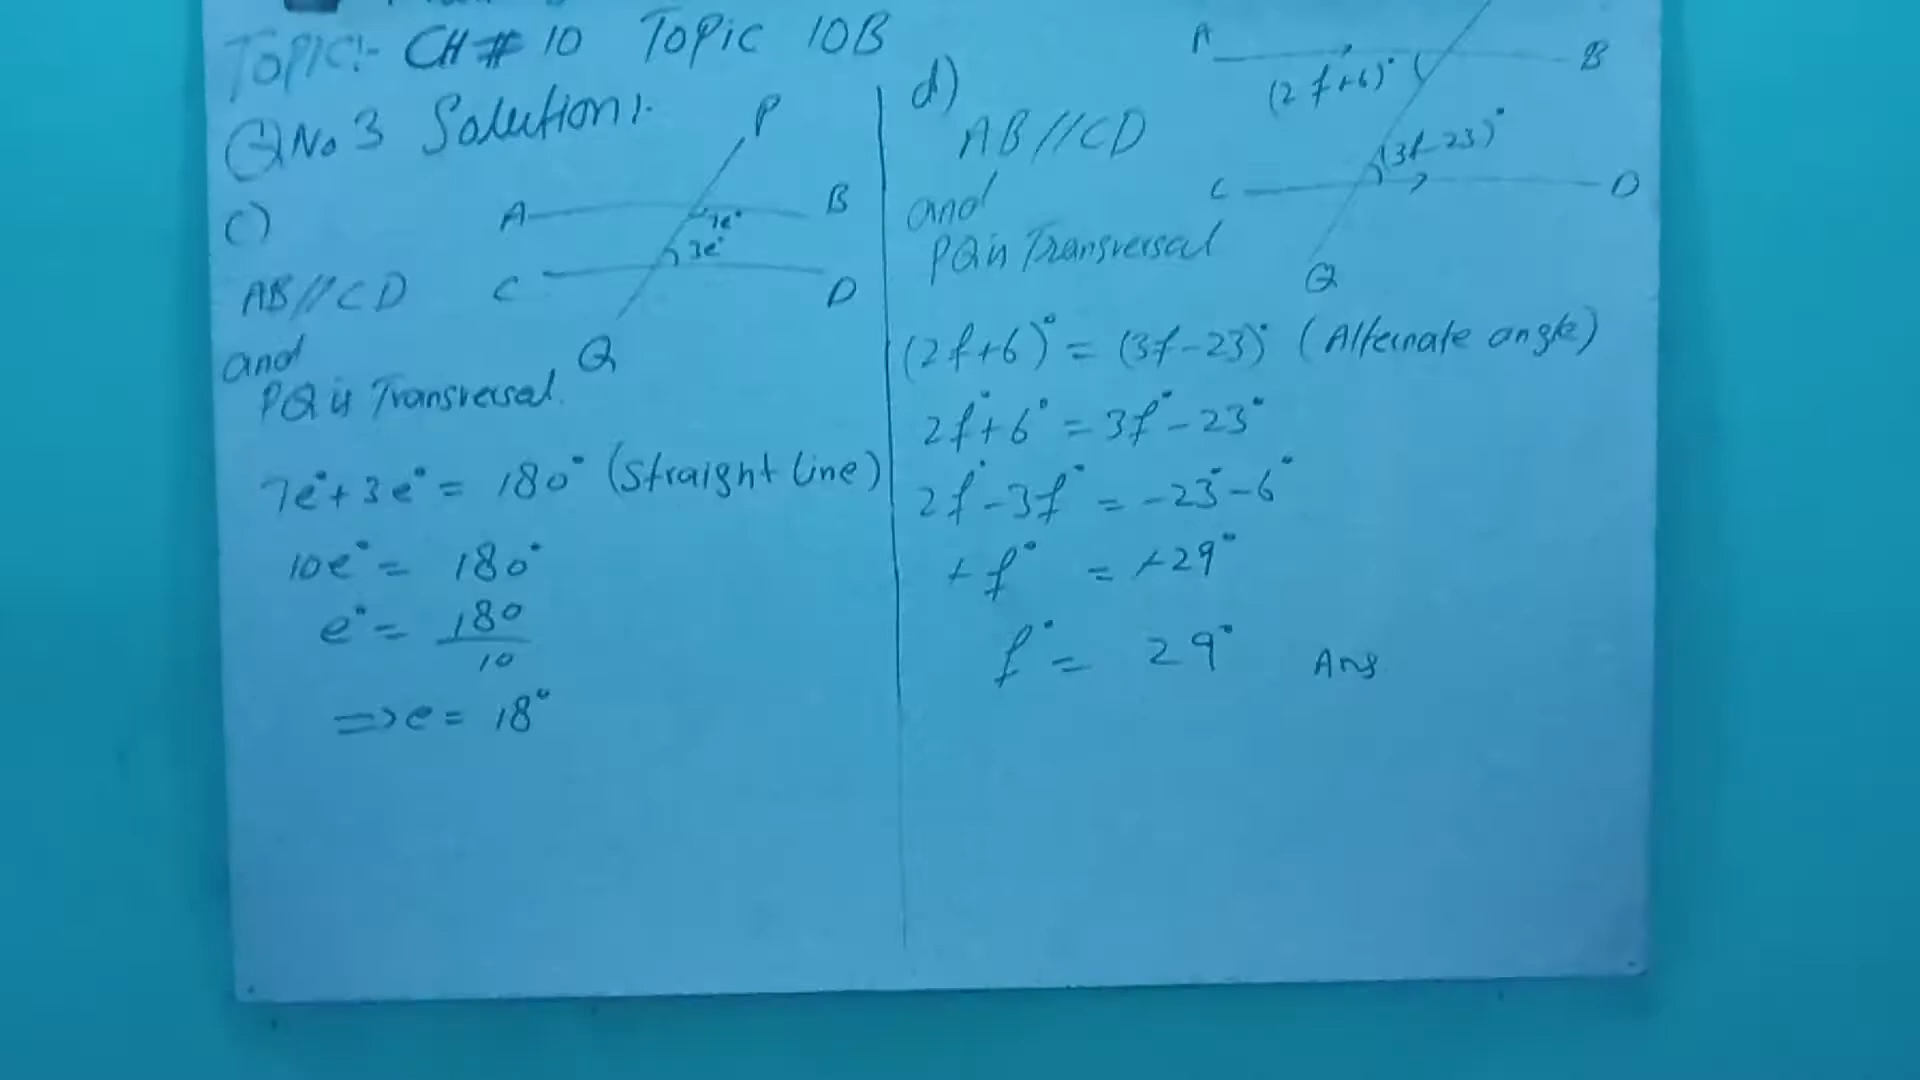 TOPIC:- CH # 10 Topic 10B
Q No 3 Solution:-
c)
P
A B
7e°
3e°
C D
Q
AB//CD
and
PQ is Transversal.
7e°+3e° = 180° (Straight line)
10e° = 180°
e° = 180/10
=> e = 18°
d)
A B
(2f+6)°
(3f-23)°
C D
Q
AB//CD
and
PQ is Transversal
(2f+6)° = (3f-23)° (Alternate angle)
2f°+6° = 3f°-23°
2f°-3f° = -23°-6°
+f° = +29°
f° = 29° Ans